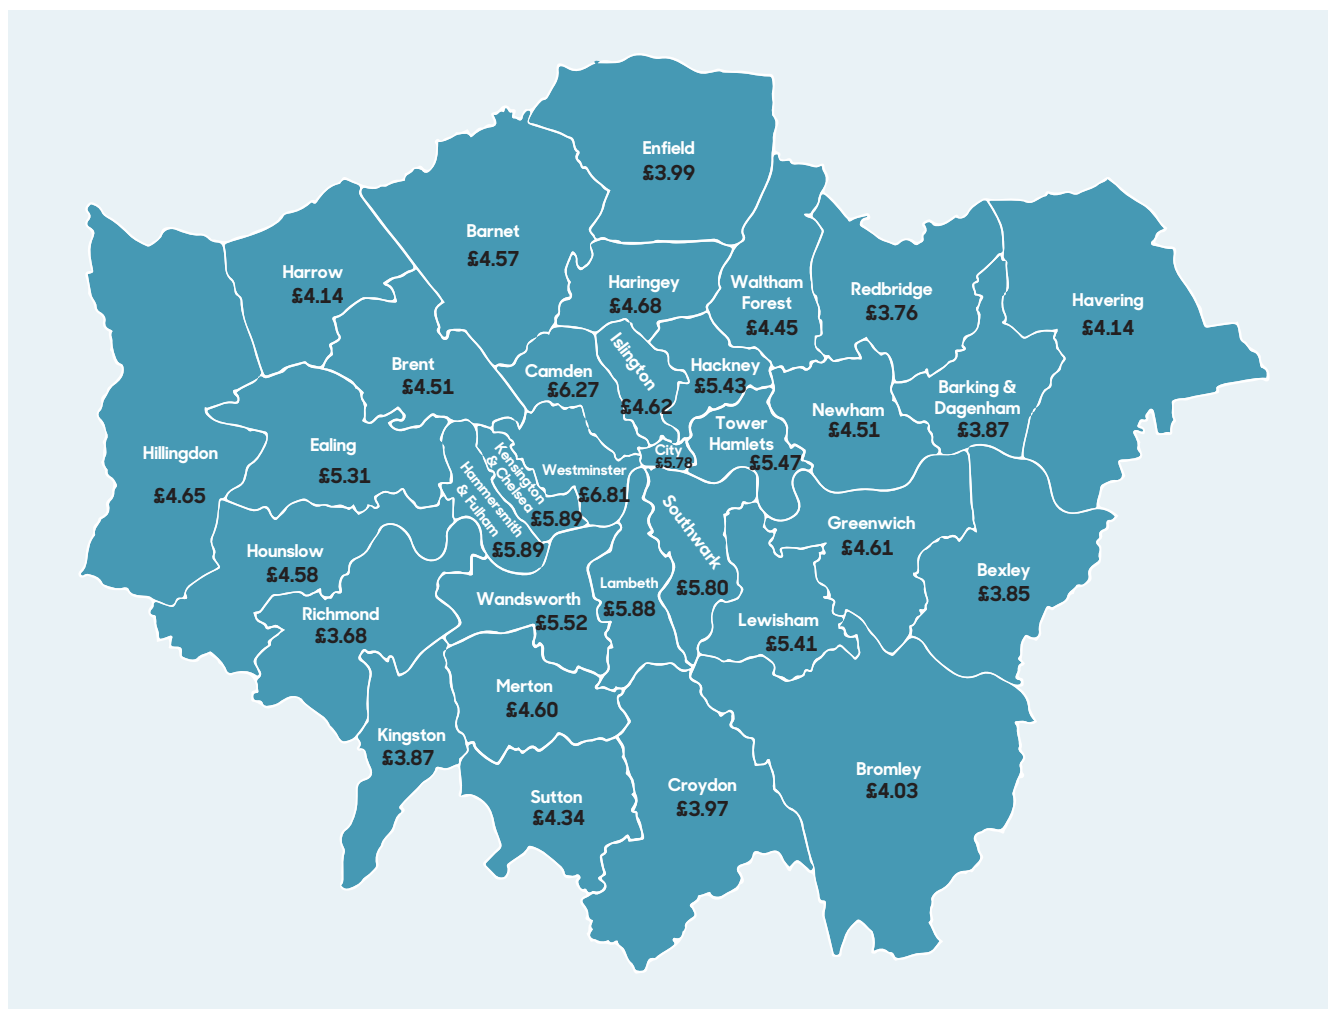 Enfield
£3.99
Barnet
£4.57
Harrow
£4.14
Haringey
£4.68
Waltham
Forest
£4.45
Redbridge
£3.76
Havering
£4.14
Brent
£4.51
Camden
£6.27
Islington
£4.62
Hackney
£5.43
Newham
£4.51
Barking &
Dagenham
£3.87
Hillingdon
£4.65
Ealing
£5.31
Tower
Hamlets
£5.47
City
£5.78
Westminster
£6.81
Kensington
& Chelsea
£5.89
Hammersmith
& Fulham
£5.89
Southwark
£5.80
Greenwich
£4.61
Hounslow
£4.58
Bexley
£3.85
Richmond
£3.68
Wandsworth
£5.52
Lambeth
£5.88
Lewisham
£5.41
Merton
£4.60
Kingston
£3.87
Sutton
£4.34
Croydon
£3.97
Bromley
£4.03